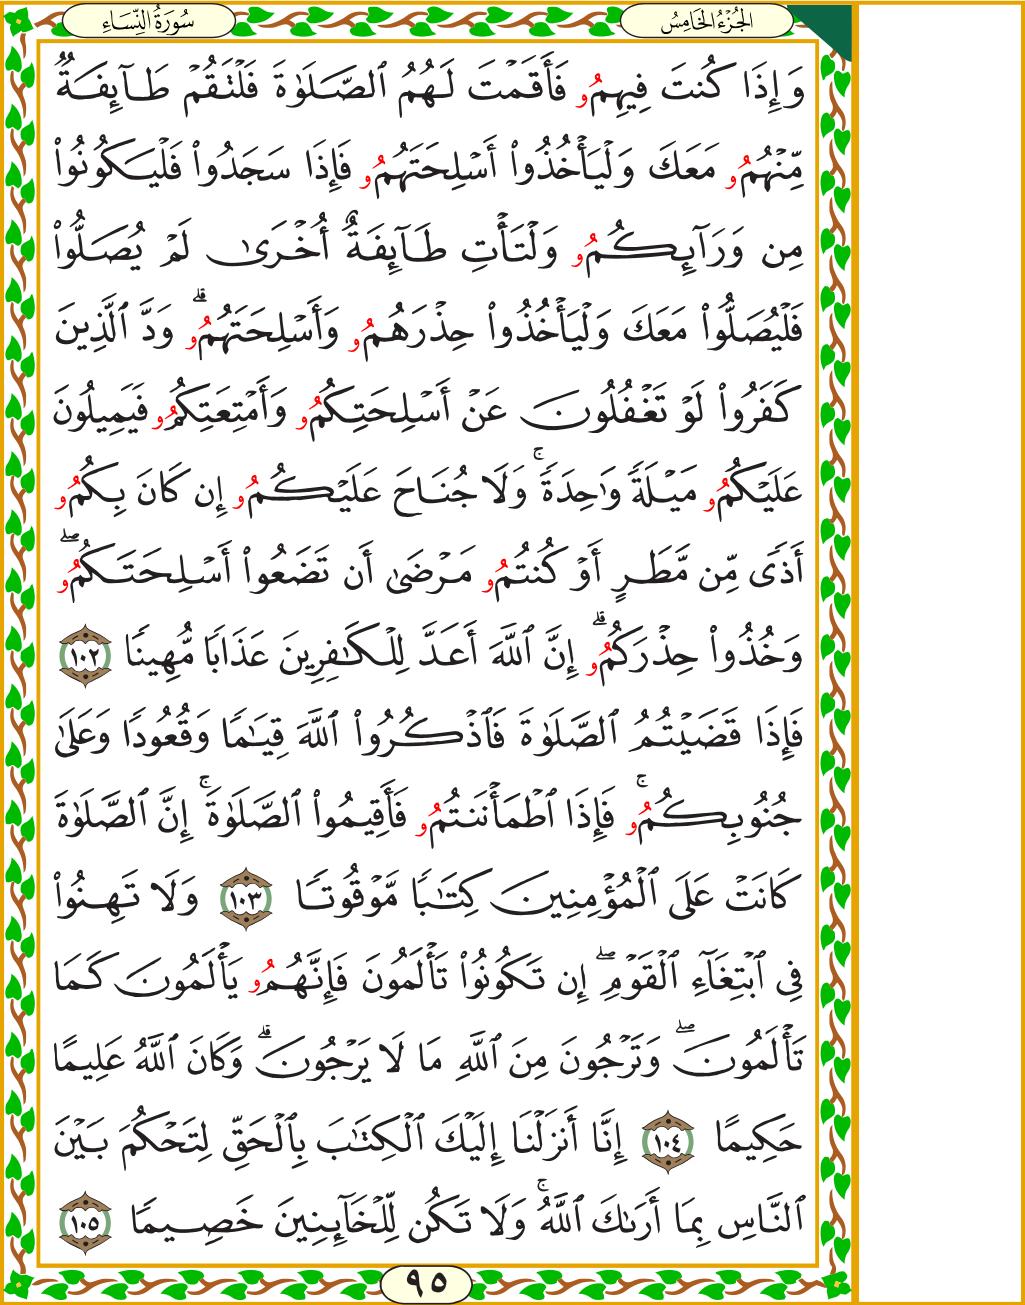 الجُزْءُ الخَامِسُ
سُورَةُ النِّسَاءِ
وَإِذَا كُنتَ فِيهِمُۥ فَأَقَمْتَ لَهُمُ ٱلصَّلَوٰةَ فَلْتَقُمْ طَآئِفَةٌ
مِّنْهُمُۥ مَعَكَ وَلْيَأْخُذُوا۟ أَسْلِحَتَهُمُۥ فَإِذَا سَجَدُوا۟ فَلْيَكُونُوا۟
مِن وَرَآئِكُمُۥ وَلْتَأْتِ طَآئِفَةٌ أُخْرَىٰ لَمْ يُصَلُّوا۟
فَلْيُصَلُّوا۟ مَعَكَ وَلْيَأْخُذُوا۟ حِذْرَهُمُۥ وَأَسْلِحَتَهُمُۥ ۗ وَدَّ ٱلَّذِينَ
كَفَرُوا۟ لَوْ تَغْفُلُونَ عَنْ أَسْلِحَتِكُمُۥ وَأَمْتِعَتِكُمُۥ فَيَمِيلُونَ
عَلَيْكُمُۥ مَيْلَةً وَٰحِدَةً ۚ وَلَا جُنَاحَ عَلَيْكُمُۥ إِن كَانَ بِكُمُۥ
أَذًى مِّن مَّطَرٍ أَوْ كُنتُمُۥ مَرْضَىٰ أَن تَضَعُوا۟ أَسْلِحَتَكُمُۥ ۖ
وَخُذُوا۟ حِذْرَكُمُۥ ۗ إِنَّ ٱللَّهَ أَعَدَّ لِلْكَٰفِرِينَ عَذَابًا مُّهِينًا ١٠٢
فَإِذَا قَضَيْتُمُ ٱلصَّلَوٰةَ فَٱذْكُرُوا۟ ٱللَّهَ قِيَٰمًا وَقُعُودًا وَعَلَىٰ
جُنُوبِكُمُۥ ۚ فَإِذَا ٱطْمَأْنَنتُمُۥ فَأَقِيمُوا۟ ٱلصَّلَوٰةَ ۚ إِنَّ ٱلصَّلَوٰةَ
كَانَتْ عَلَى ٱلْمُؤْمِنِينَ كِتَٰبًا مَّوْقُوتًا ١٠٣ وَلَا تَهِنُوا۟
فِى ٱبْتِغَآءِ ٱلْقَوْمِ ۖ إِن تَكُونُوا۟ تَأْلَمُونَ فَإِنَّهُمُۥ يَأْلَمُونَ كَمَا
تَأْلَمُونَ ۖ وَتَرْجُونَ مِنَ ٱللَّهِ مَا لَا يَرْجُونَ ۗ وَكَانَ ٱللَّهُ عَلِيمًا
حَكِيمًا ١٠٤ إِنَّا أَنزَلْنَا إِلَيْكَ ٱلْكِتَٰبَ بِٱلْحَقِّ لِتَحْكُمَ بَيْنَ
ٱلنَّاسِ بِمَا أَرَىٰكَ ٱللَّهُ ۚ وَلَا تَكُن لِّلْخَآئِنِينَ خَصِيمًا ١٠٥
٩٥